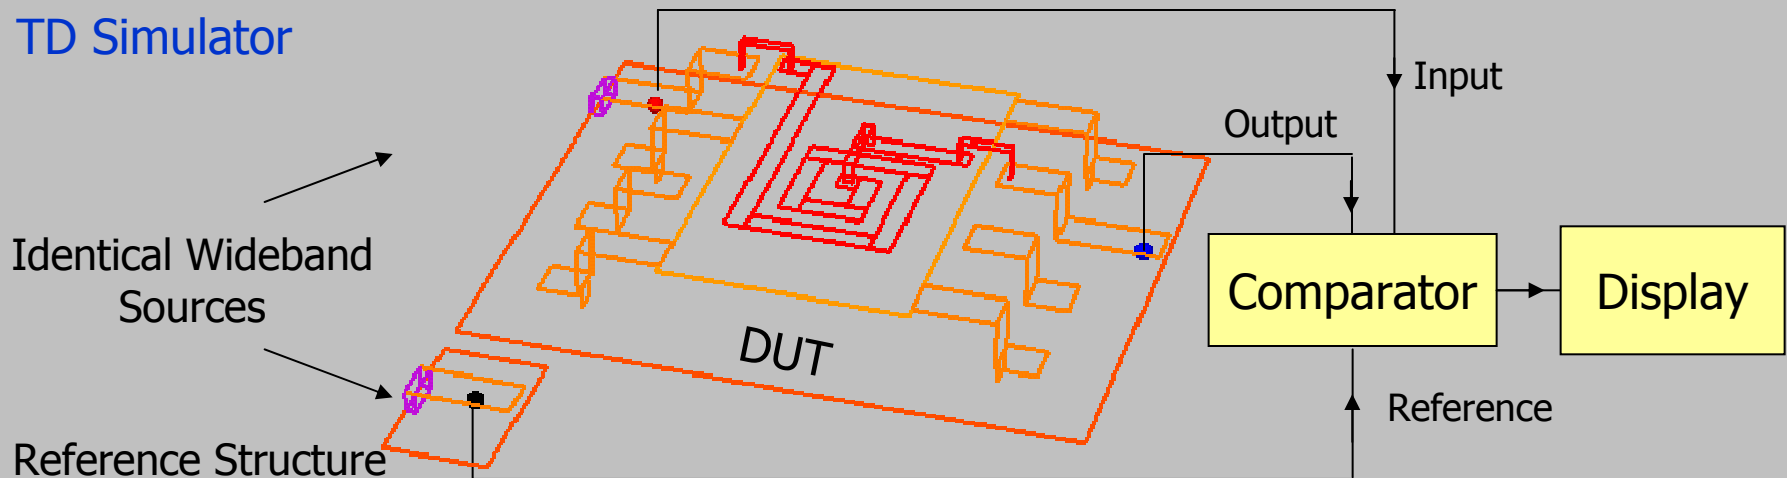 TD Simulator
Input
Output
Identical Wideband
Sources
Comparator
Display
DUT
Reference
Reference Structure